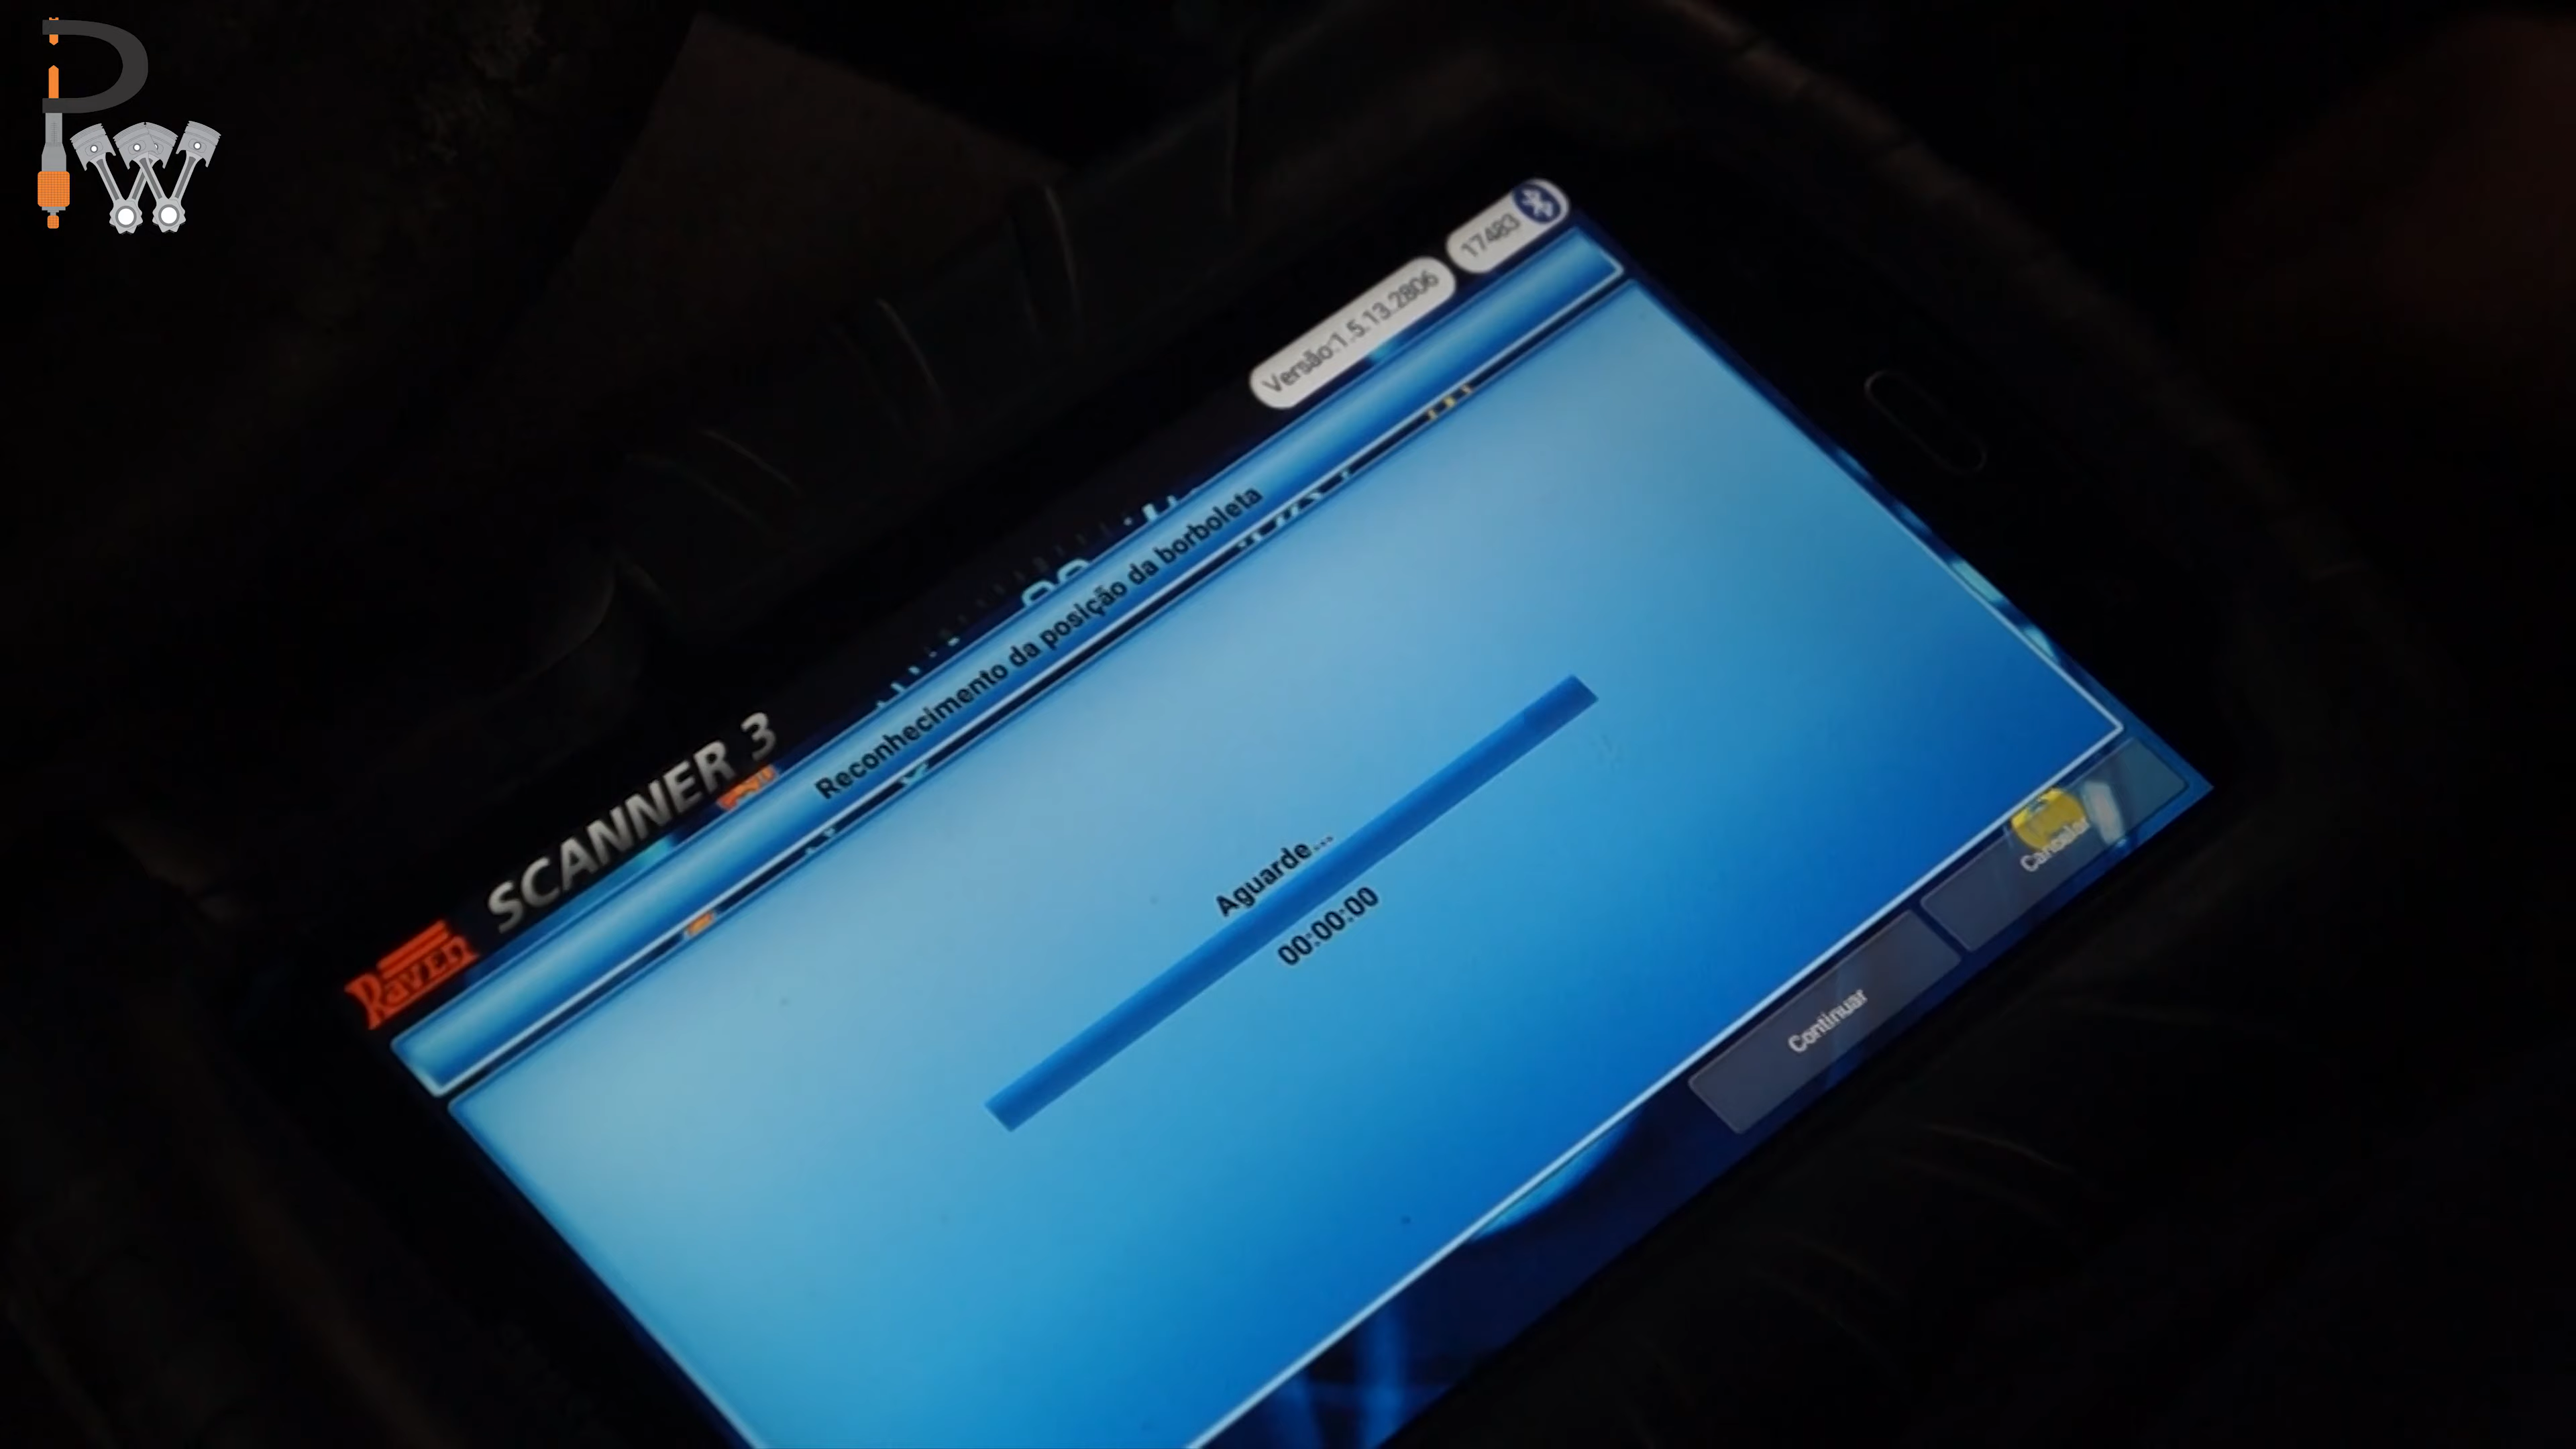 PW
17483
Versão:1.5.13.2806
Raven SCANNER 3
Reconhecimento da posição da borboleta
Aguarde...
00:00:00
Continuar
Cancelar